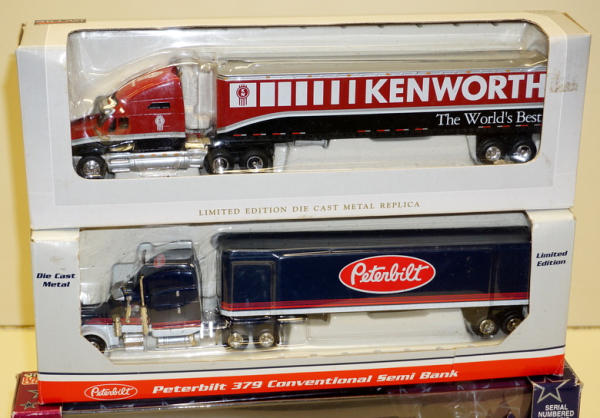 KENWORTH
The World's Best
LIMITED EDITION DIE CAST METAL REPLICA
Die Cast
Metal
Peterbilt
Limited
Edition
Peterbilt
Peterbilt 379 Conventional Semi Bank
SERIAL
NUMBERED